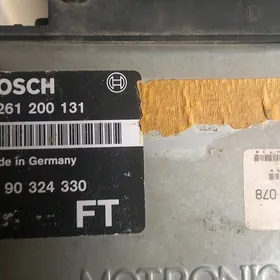 OSCH
261 200 131
de in Germany
90 324 330
FT
078
MOTRONIC